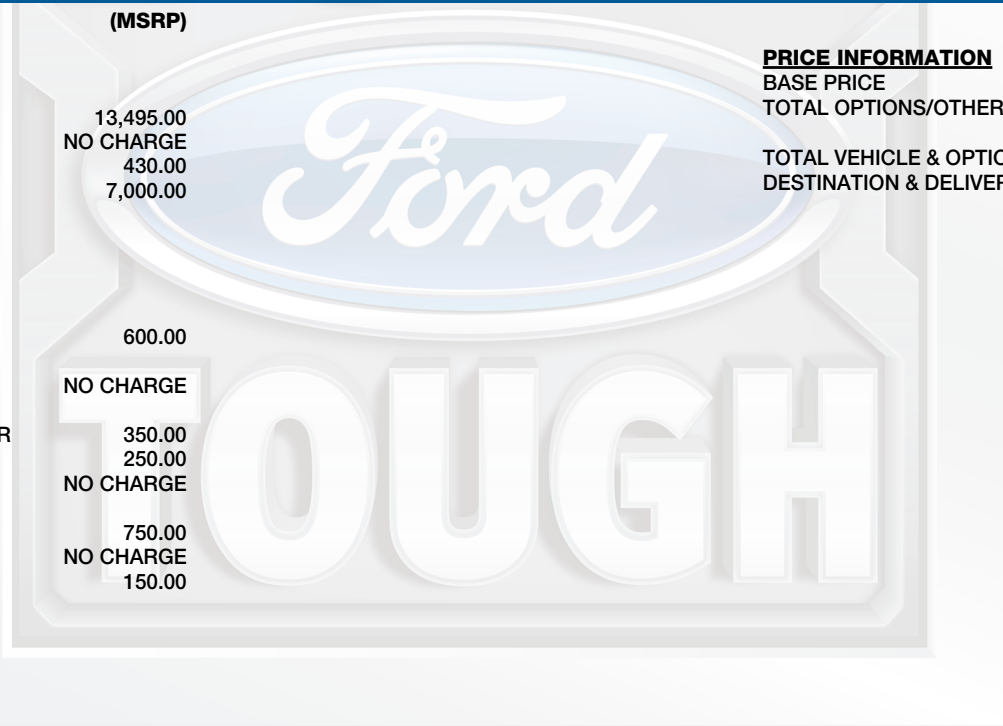 (MSRP)
13,495.00
NO CHARGE
430.00
7,000.00
600.00
NO CHARGE
R 350.00
250.00
NO CHARGE
750.00
NO CHARGE
150.00
PRICE INFORMATION
BASE PRICE
TOTAL OPTIONS/OTHER
TOTAL VEHICLE & OPTIO
DESTINATION & DELIVER
Ford
TOUGH